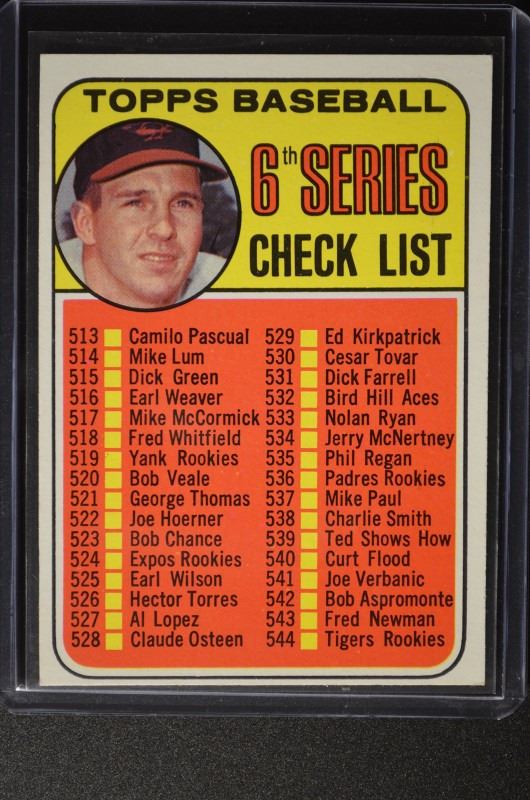 TOPPS BASEBALL
6th SERIES
CHECK LIST
513 Camilo Pascual
514 Mike Lum
515 Dick Green
516 Earl Weaver
517 Mike McCormick
518 Fred Whitfield
519 Yank Rookies
520 Bob Veale
521 George Thomas
522 Joe Hoerner
523 Bob Chance
524 Expos Rookies
525 Earl Wilson
526 Hector Torres
527 Al Lopez
528 Claude Osteen
529 Ed Kirkpatrick
530 Cesar Tovar
531 Dick Farrell
532 Bird Hill Aces
533 Nolan Ryan
534 Jerry McNertney
535 Phil Regan
536 Padres Rookies
537 Mike Paul
538 Charlie Smith
539 Ted Shows How
540 Curt Flood
541 Joe Verbanic
542 Bob Aspromonte
543 Fred Newman
544 Tigers Rookies